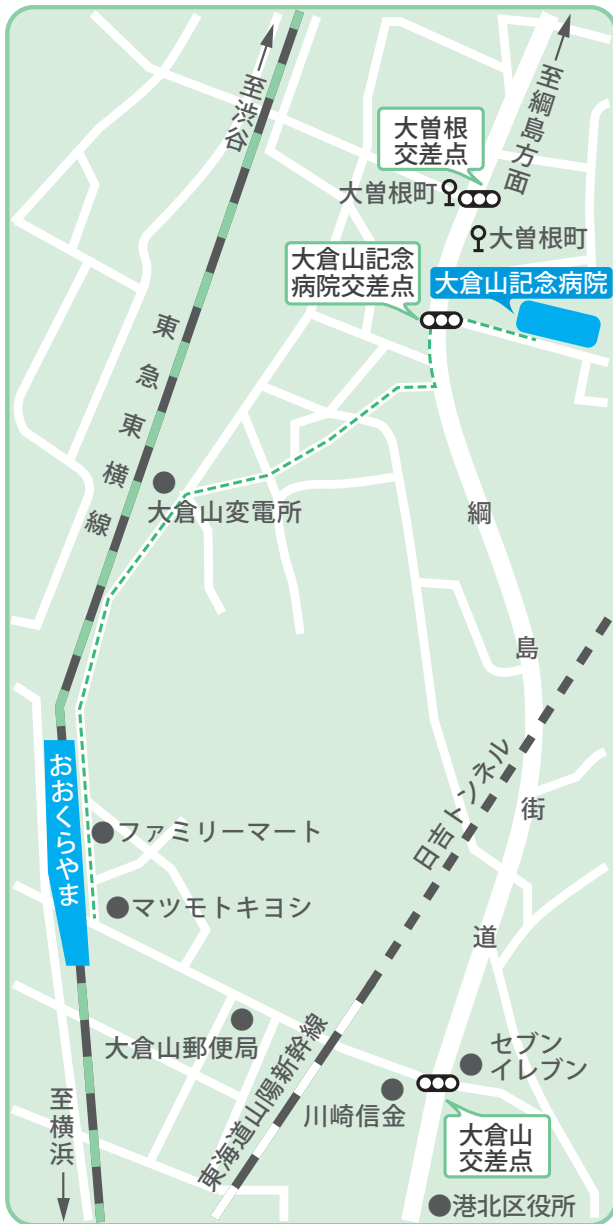 至渋谷
至綱島方面
大曽根
交差点
大曽根町
大曽根町
大倉山記念
病院交差点
大倉山記念病院
東急東横線
大倉山変電所
綱島街道
おおくらやま
日吉トンネル
ファミリーマート
マツモトキヨシ
大倉山郵便局
東海道山陽新幹線
セブン
イレブン
川崎信金
至横浜
大倉山
交差点
港北区役所